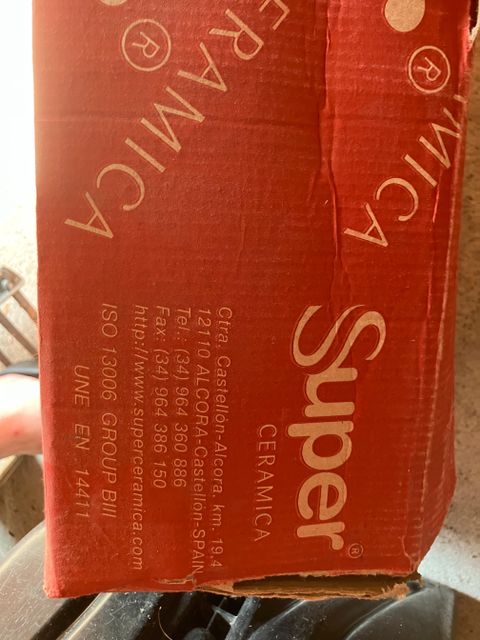 CERAMICA
®
MICA
®
Super®
CERAMICA
Ctra. Castellón-Alcora, km. 19.4
12110 ALCORA-Castellón-SPAIN
Tel: (34) 964 360 886
Fax: (34) 964 386 150
http://www.superceramica.com
ISO 13006 GROUP BIII
UNE EN 14411